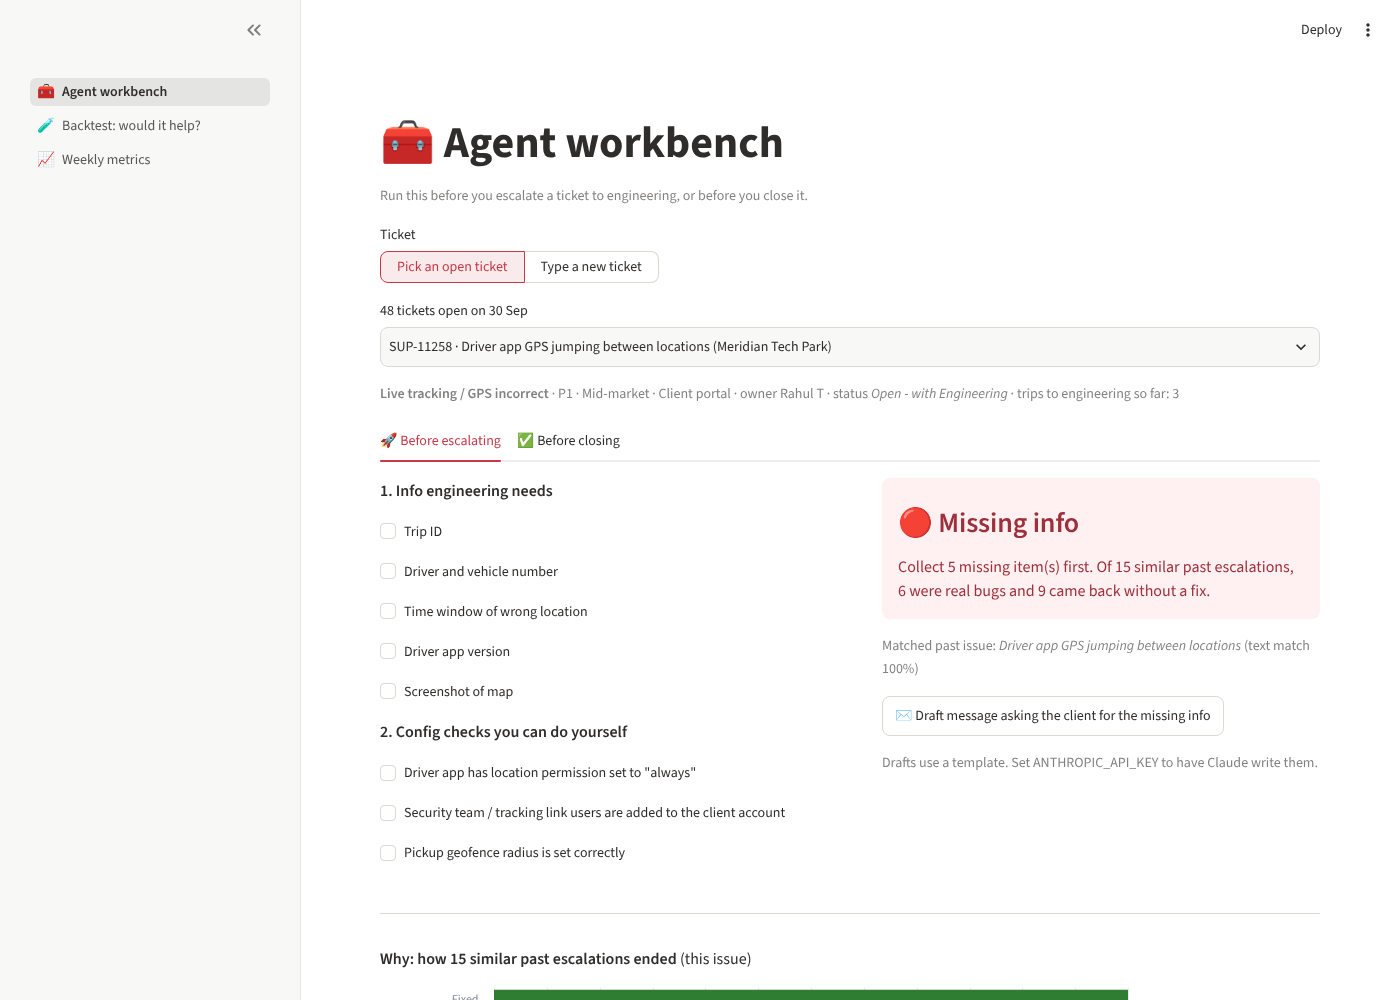 Deploy
Agent workbench
Backtest: would it help?
Weekly metrics
Agent workbench
Run this before you escalate a ticket to engineering, or before you close it.
Ticket
Pick an open ticket
Type a new ticket
48 tickets open on 30 Sep
SUP-11258 · Driver app GPS jumping between locations (Meridian Tech Park)
Live tracking / GPS incorrect · P1 · Mid-market · Client portal · owner Rahul T · status Open - with Engineering · trips to engineering so far: 3
Before escalating
Before closing
1. Info engineering needs
Trip ID
Driver and vehicle number
Time window of wrong location
Driver app version
Screenshot of map
2. Config checks you can do yourself
Driver app has location permission set to "always"
Security team / tracking link users are added to the client account
Pickup geofence radius is set correctly
Missing info
Collect 5 missing item(s) first. Of 15 similar past escalations,
6 were real bugs and 9 came back without a fix.
Matched past issue: Driver app GPS jumping between locations (text match
100%)
Draft message asking the client for the missing info
Drafts use a template. Set ANTHROPIC_API_KEY to have Claude write them.
Why: how 15 similar past escalations ended (this issue)
Fixed